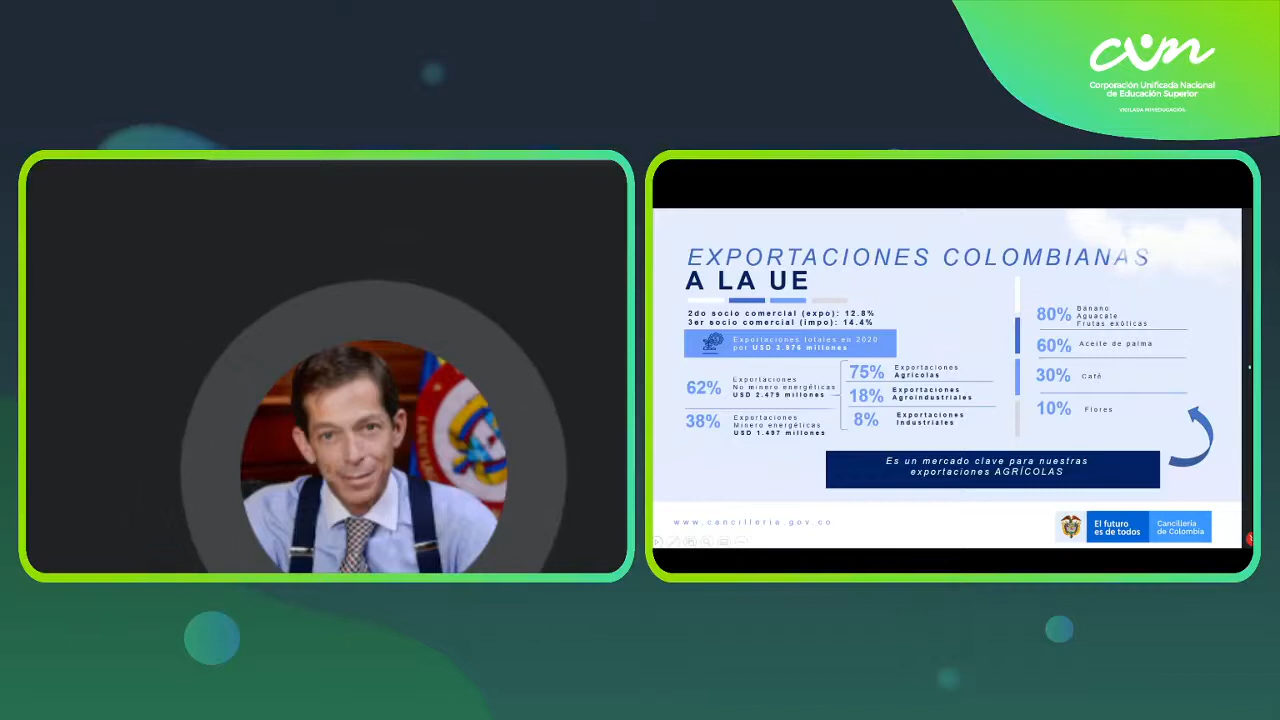 cun
Corporación Unificada Nacional
de Educación Superior
VIGILADA MINEDUCACIÓN
EXPORTACIONES COLOMBIANAS
A LA UE
2do socio comercial (expo): 12.8%
3er socio comercial (impo): 14.4%
Exportaciones totales en 2020
por USD 3.976 millones
62%
Exportaciones
No minero energéticas
USD 2.479 millones
38%
Exportaciones
Minero energéticas
USD 1.497 millones
75%
Exportaciones
Agrícolas
18%
Exportaciones
Agroindustriales
8%
Exportaciones
Industriales
80%
Banano
Aguacate
Frutas exóticas
60% Aceite de palma
30% Café
10% Flores
Es un mercado clave para nuestras
exportaciones AGRÍCOLAS
www.cancilleria.gov.co
El futuro
es de todos
Cancillería
de Colombia